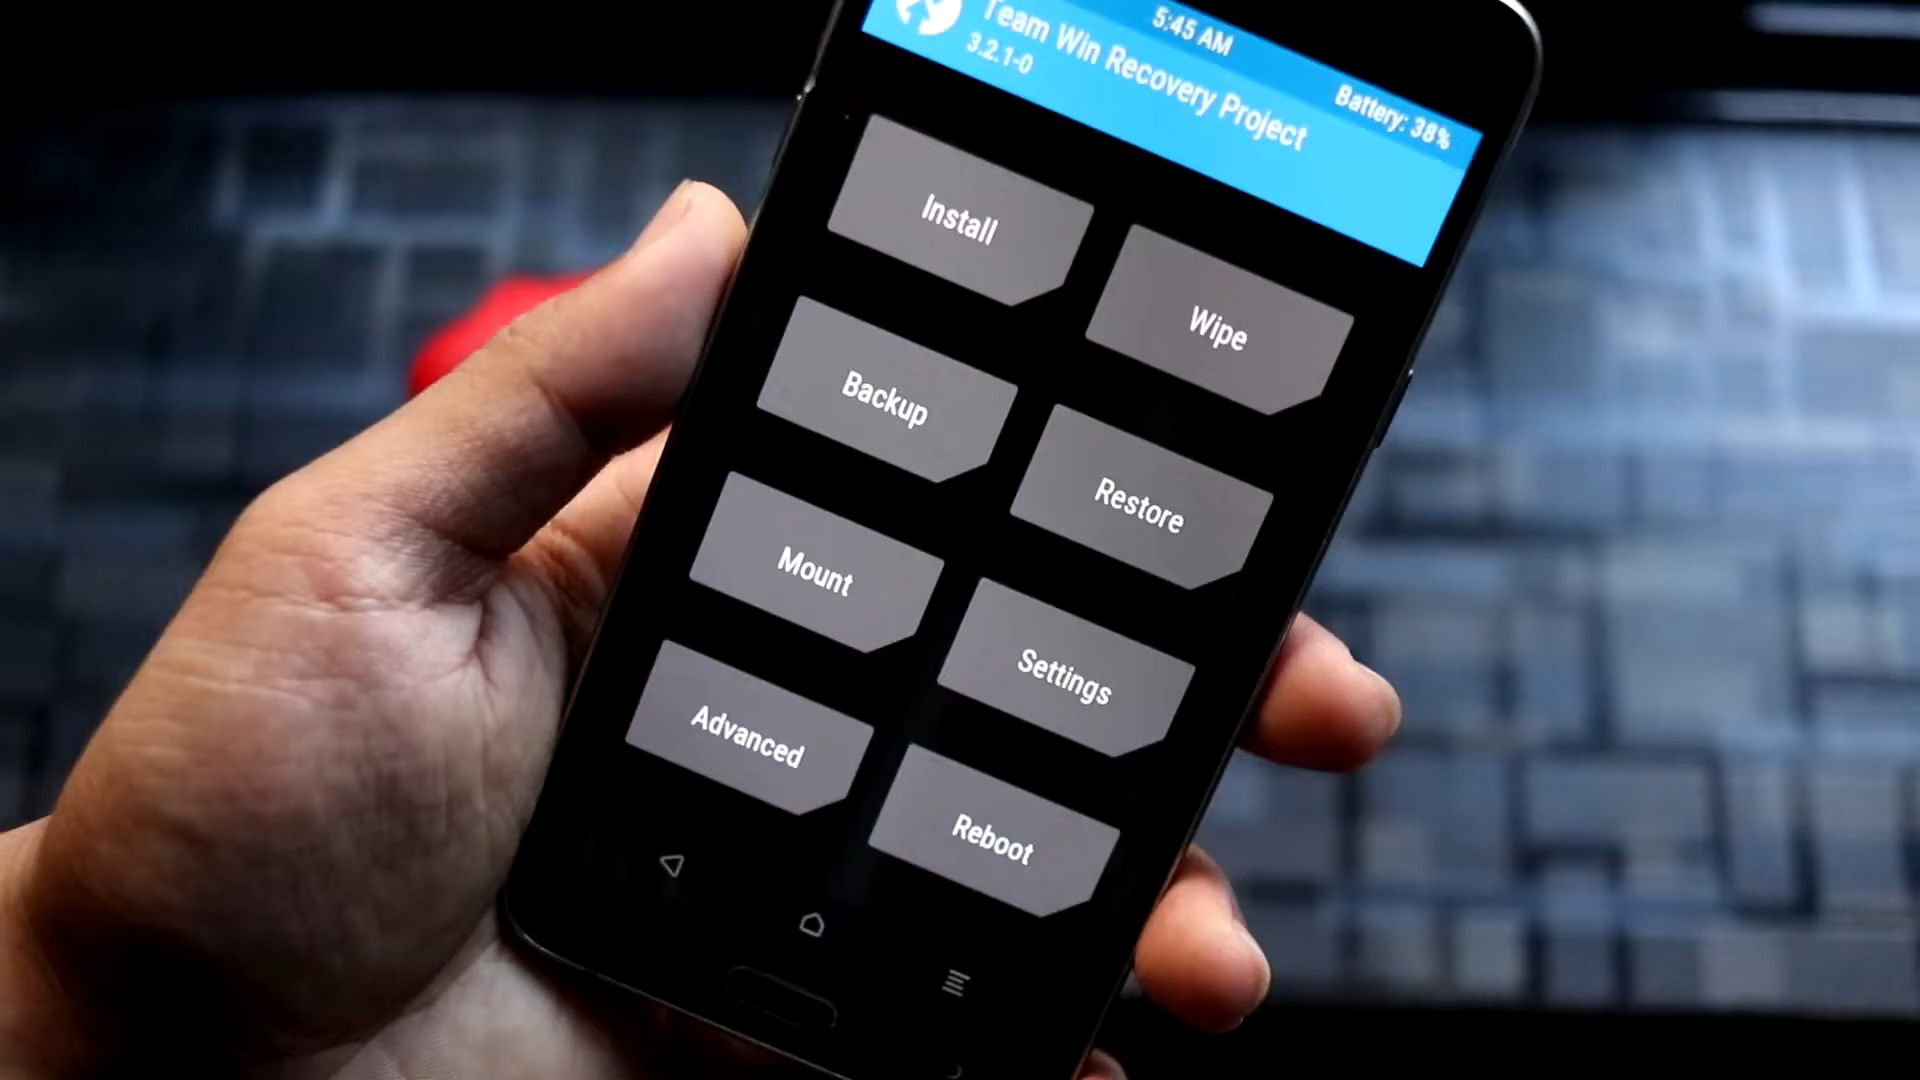 5:45 AM
Battery: 38%
Team Win Recovery Project
3.2.1-0
Install
Wipe
Backup
Restore
Mount
Settings
Advanced
Reboot